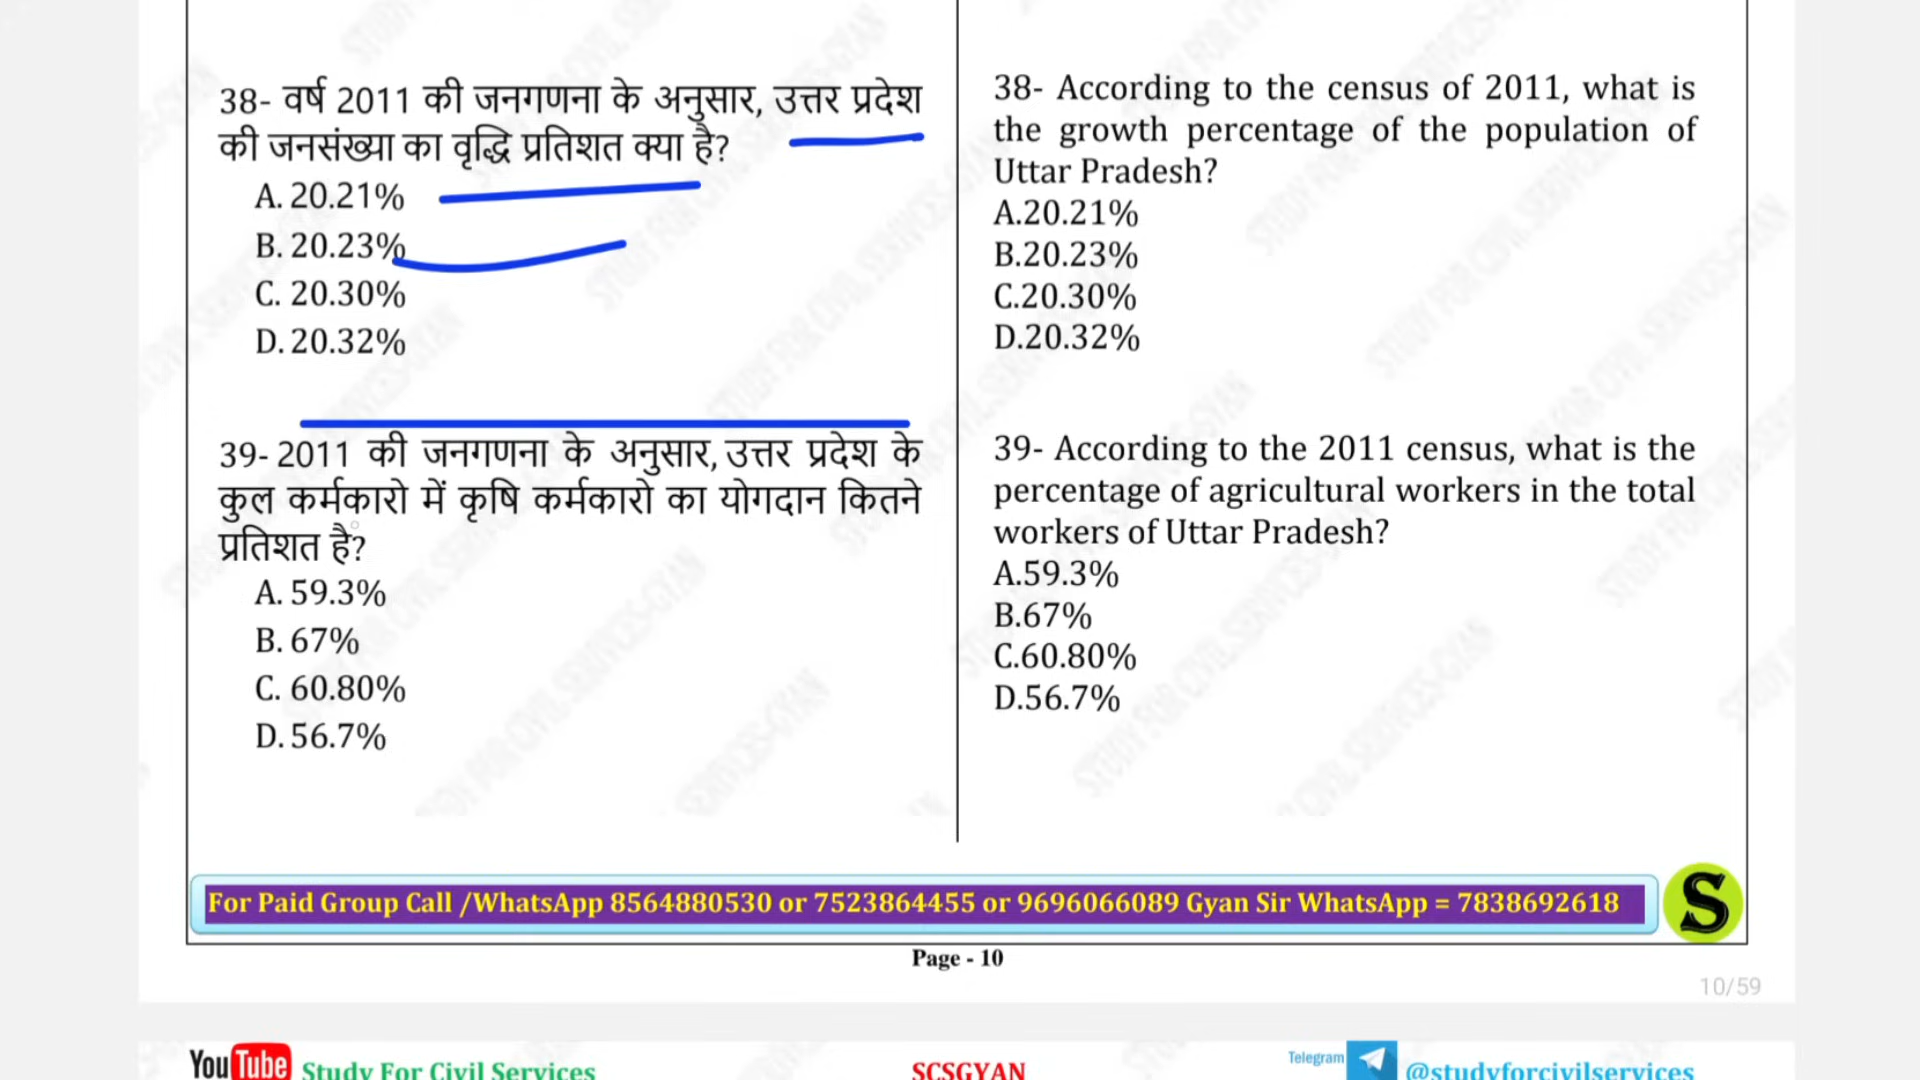 38- वर्ष 2011 की जनगणना के अनुसार, उत्तर प्रदेश
की जनसंख्या का वृद्धि प्रतिशत क्या है?
A. 20.21%
B. 20.23%
C. 20.30%
D. 20.32%
39- 2011 की जनगणना के अनुसार, उत्तर प्रदेश के
कुल कर्मकारो में कृषि कर्मकारो का योगदान कितने
प्रतिशत है?
A. 59.3%
B. 67%
C. 60.80%
D. 56.7%
38- According to the census of 2011, what is
the growth percentage of the population of
Uttar Pradesh?
A.20.21%
B.20.23%
C.20.30%
D.20.32%
39- According to the 2011 census, what is the
percentage of agricultural workers in the total
workers of Uttar Pradesh?
A.59.3%
B.67%
C.60.80%
D.56.7%
For Paid Group Call /WhatsApp 8564880530 or 7523864455 or 9696066089 Gyan Sir WhatsApp = 7838692618
S
Page - 10
10/59
YouTube Study For Civil Services SCSGYAN Telegram @studyforcivilservices
STUDY FOR CIVIL SERVICES-GYAN